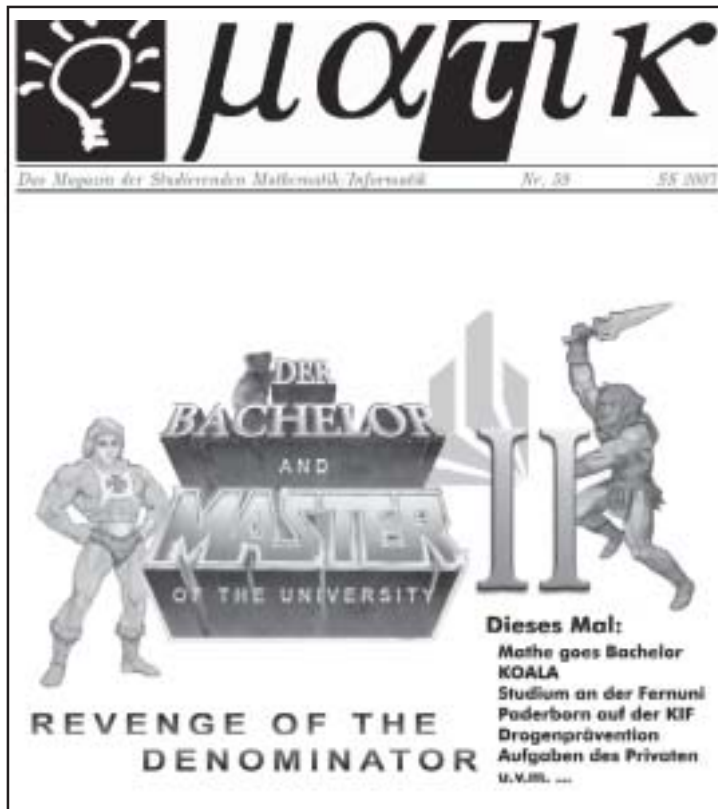 ματικ
Das Magazin der Studierenden Mathematik/Informatik Nr. 59 SS 2007
DER
BACHELOR
AND
MASTER
OF THE UNIVERSITY
II
Dieses Mal:
Mathe goes Bachelor
KOALA
Studium an der Fernuni
Paderborn auf der KIF
Drogenprävention
Aufgaben des Privaten
u.v.m. ...
REVENGE OF THE
DENOMINATOR